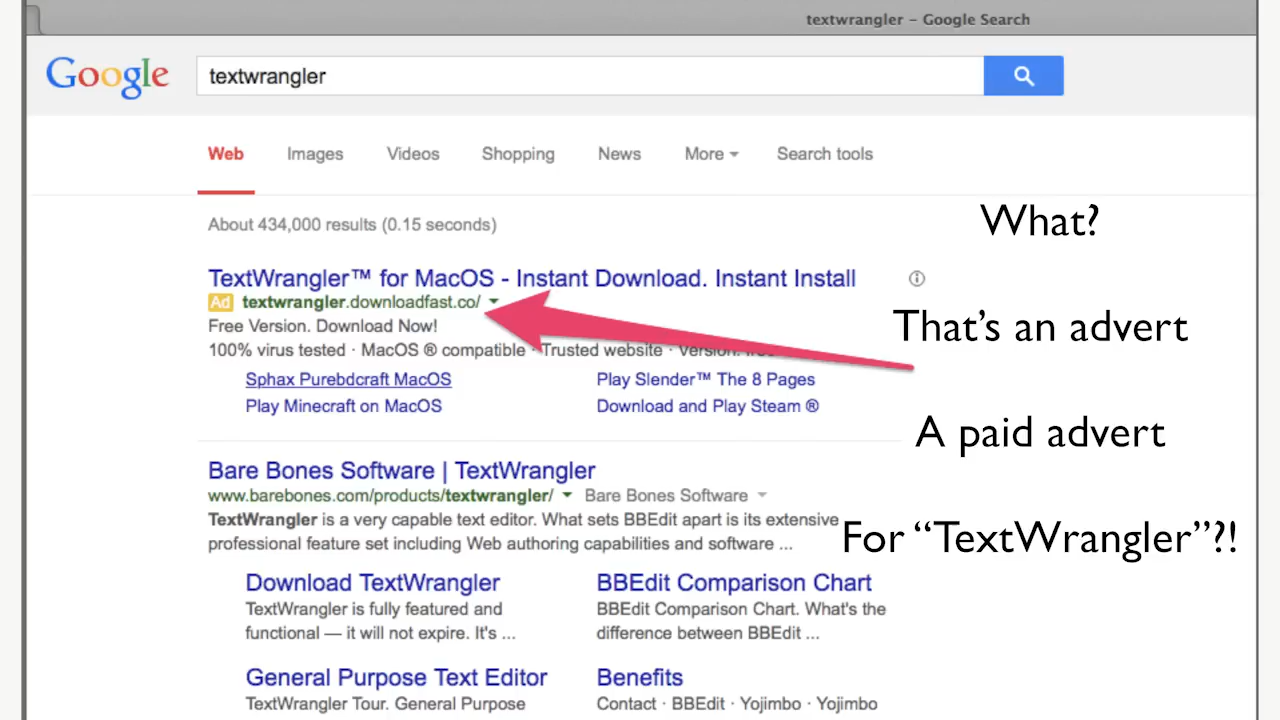 textwrangler – Google Search
Google
textwrangler
Web Images Videos Shopping News More Search tools
About 434,000 results (0.15 seconds)
What?
TextWrangler™ for MacOS - Instant Download. Instant Install
Ad textwrangler.downloadfast.co/
Free Version. Download Now!
That's an advert
100% virus tested · MacOS ® compatible · Trusted website · Version: free
Sphax Purebdcraft MacOS Play Slender™ The 8 Pages
Play Minecraft on MacOS Download and Play Steam ®
A paid advert
Bare Bones Software | TextWrangler
www.barebones.com/products/textwrangler/ Bare Bones Software
TextWrangler is a very capable text editor. What sets BBEdit apart is its extensive
professional feature set including Web authoring capabilities and software ...
For “TextWrangler”?!
Download TextWrangler BBEdit Comparison Chart
TextWrangler is fully featured and BBEdit Comparison Chart. What's the
functional — it will not expire. It's ... difference between BBEdit ...
General Purpose Text Editor Benefits
TextWrangler Tour. General Purpose Contact · BBEdit · Yojimbo · Yojimbo